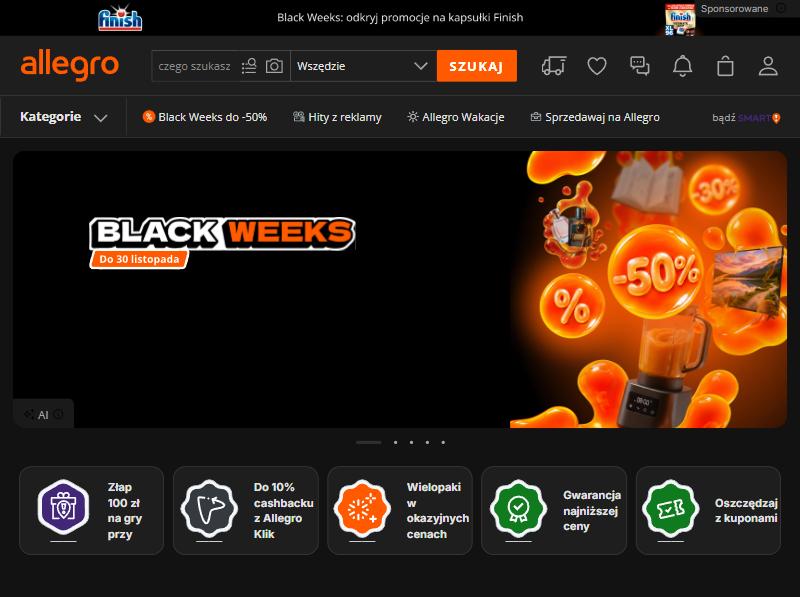 finish
Black Weeks: odkryj promocje na kapsułki Finish
finish
Sponsorowane
allegro
czego szukasz
Wszędzie
SZUKAJ
Kategorie
Black Weeks do -50%
Hity z reklamy
Allegro Wakacje
Sprzedawaj na Allegro
bądź SMART!
BLACK WEEKS
Do 30 listopada
-30%
-50%
%
AI
Złap
100 zł
na gry
przy
Do 10%
cashbacku
z Allegro
Klik
Wielopaki
w
okazyjnych
cenach
Gwarancja
najniższej
ceny
Oszczędzaj
z kuponami